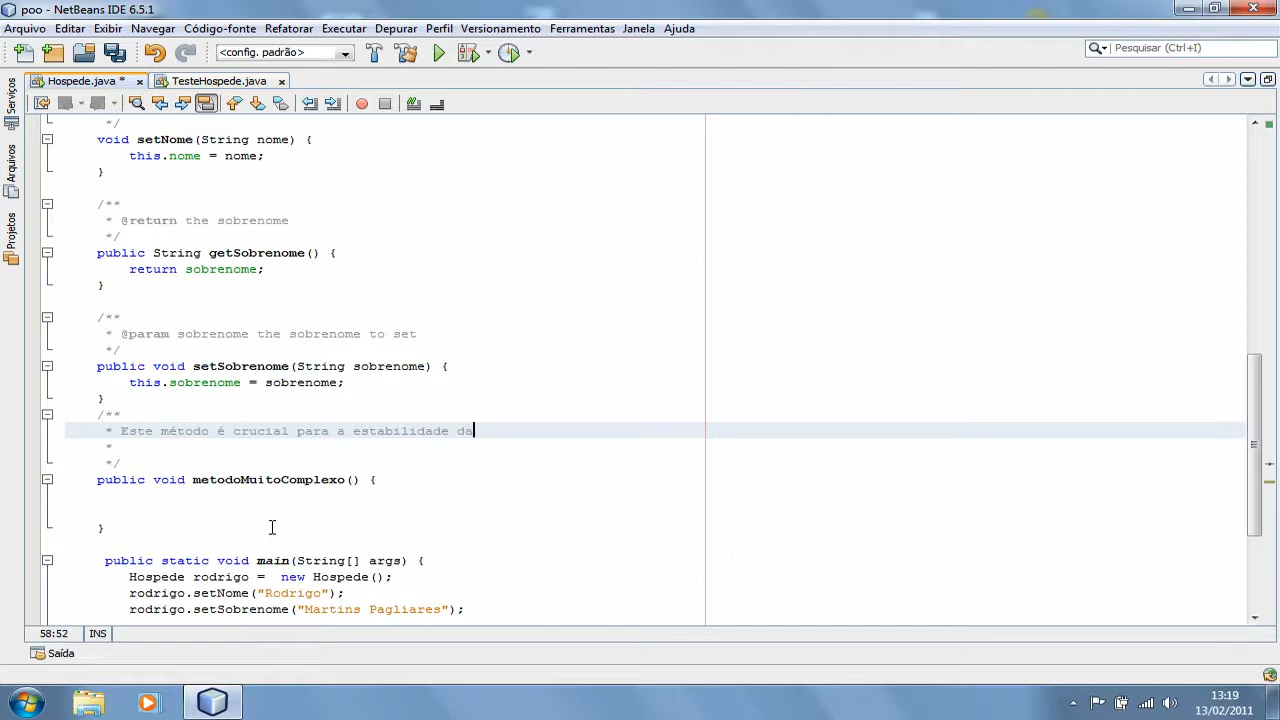 poo - NetBeans IDE 6.5.1
Arquivo Editar Exibir Navegar Código-fonte Refatorar Executar Depurar Perfil Versionamento Ferramentas Janela Ajuda
<config. padrão>
Pesquisar (Ctrl+I)
Hospede.java *
TesteHospede.java
Serviços
Arquivos
Projetos
*/
void setNome(String nome) {
this.nome = nome;
}
/**
* @return the sobrenome
*/
public String getSobrenome() {
return sobrenome;
}
/**
* @param sobrenome the sobrenome to set
*/
public void setSobrenome(String sobrenome) {
this.sobrenome = sobrenome;
}
/**
* Este método é crucial para a estabilidade do
*
*/
public void metodoMuitoComplexo() {
}
public static void main(String[] args) {
Hospede rodrigo =  new Hospede();
rodrigo.setNome("Rodrigo");
rodrigo.setSobrenome("Martins Pagliares");
58:52
INS
Saída
13:19
13/02/2011